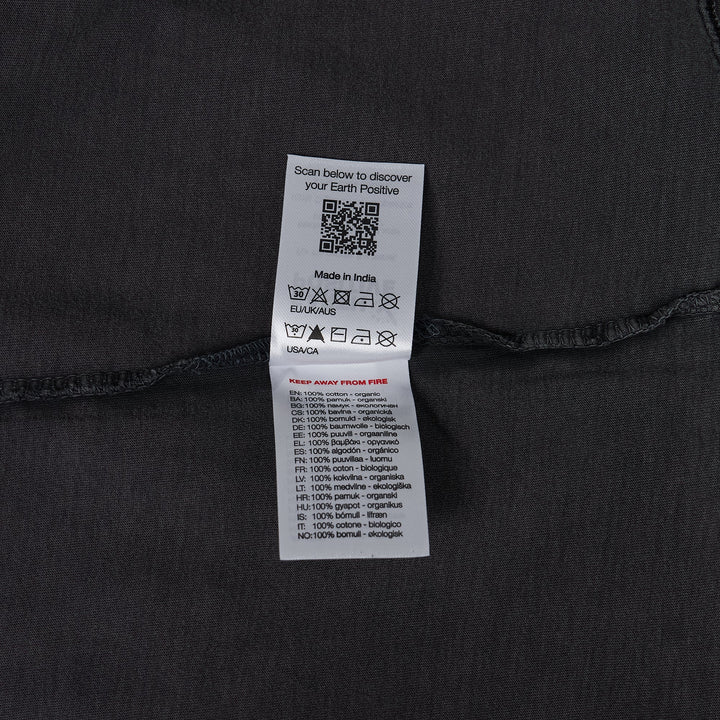 Scan below to discover
your Earth Positive
Made in India
30
EU/UK/AUS
USA/CA
KEEP AWAY FROM FIRE
EN: 100% cotton - organic
BA: 100% pamuk - organski
BG: 100% памук - екологичен
CS: 100% bavlna - organická
DK: 100% bomuld - økologisk
DE: 100% baumwolle - biologisch
EE: 100% puuvill - orgaaniline
EL: 100% βαμβάκι - οργανικό
ES: 100% algodón - orgánico
FN: 100% puuvillaa - luomu
FR: 100% coton - biologique
LV: 100% kokvilna - organiska
LT: 100% medvilne - ekologiška
HR: 100% pamuk - organski
HU: 100% gyapot - organikus
IS: 100% bómull - lífræn
IT: 100% cotone - biologico
NO: 100% bomull - økologisk